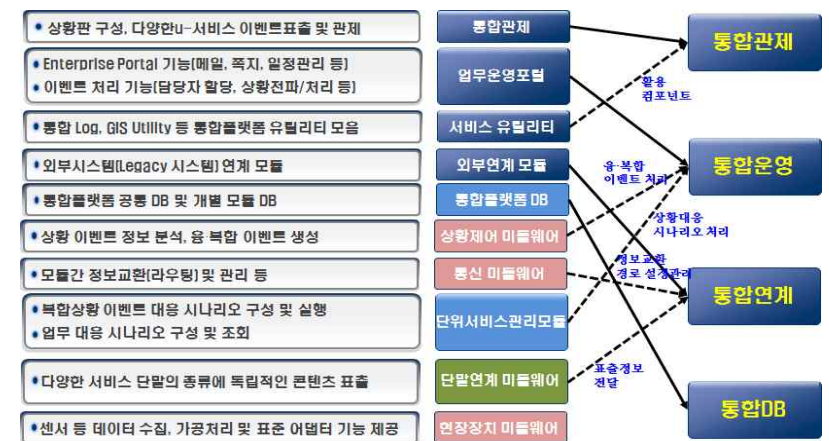 • 상황판 구성, 다양한u-서비스 이벤트표출 및 관제
• Enterprise Portal 기능(메일, 쪽지, 일정관리 등)
• 이벤트 처리 기능(담당자 할당, 상황전파/처리 등)
• 통합 Log, GIS Utility 등 통합플랫폼 유틸리티 모음
• 외부시스템(Legacy 시스템) 연계 모듈
• 통합플랫폼 공통 DB 및 개별 모듈 DB
• 상황 이벤트 정보 분석, 융 복합 이벤트 생성
• 모듈간 정보교환(라우팅) 및 관리 등
• 복합상황 이벤트 대응 시나리오 구성 및 실행
• 업무 대응 시나리오 구성 및 조회
• 다양한 서비스 단말의 종류에 독립적인 콘텐츠 표출
• 센서 등 데이터 수집, 가공처리 및 표준 어댑터 기능 제공
통합관제
업무운영포털
서비스 유틸리티
외부연계 모듈
통합플랫폼 DB
상황제어 미들웨어
통신 미들웨어
단위서비스관리모듈
단말연계 미들웨어
현장장치 미들웨어
활용
컴포넌트
융·복합
이벤트 처리
상황대응
시나리오 처리
정보교환
경로 설정관리
표출정보
전달
통합관제
통합운영
통합연계
통합DB